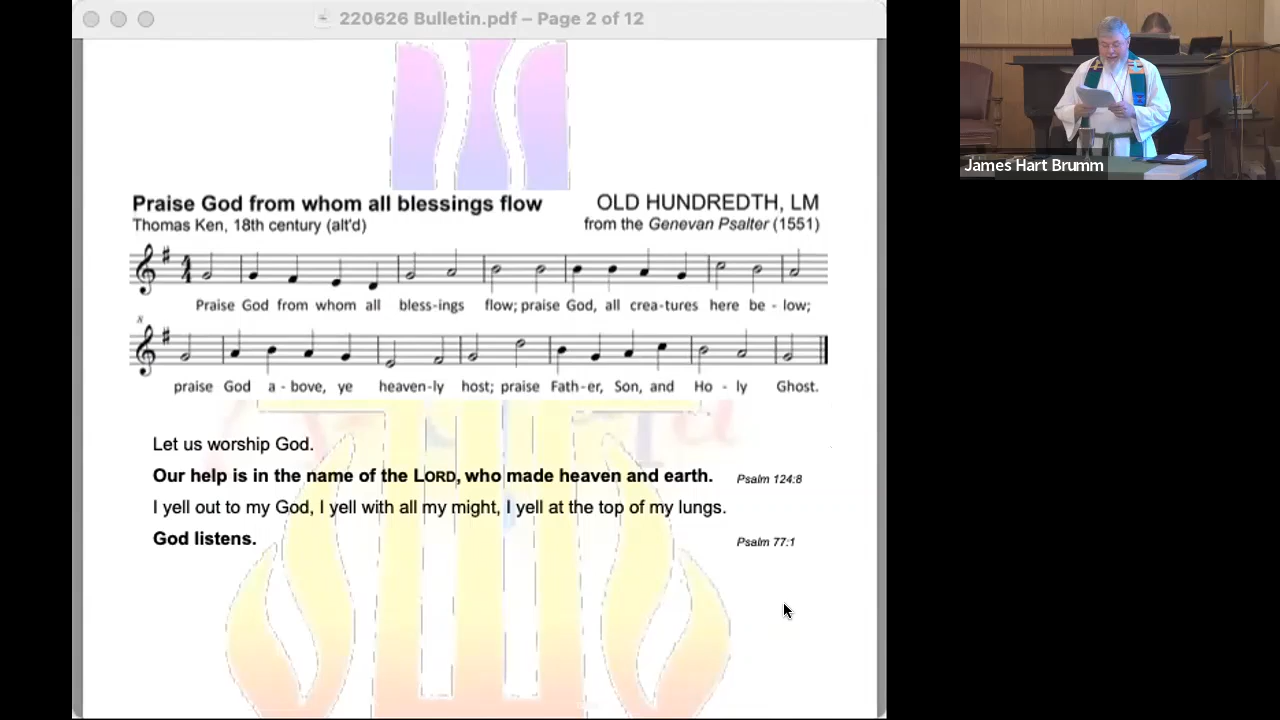 220626 Bulletin.pdf – Page 2 of 12
James Hart Brumm
Praise God from whom all blessings flow
OLD HUNDREDTH, LM
Thomas Ken, 18th century (alt'd)
from the Genevan Psalter (1551)
Praise God from whom all bless-ings flow; praise God, all crea-tures here be - low;
8
praise God a - bove, ye heaven-ly host; praise Fath-er, Son, and Ho - ly Ghost.
Let us worship God.
Our help is in the name of the LORD, who made heaven and earth. Psalm 124:8
I yell out to my God, I yell with all my might, I yell at the top of my lungs.
God listens. Psalm 77:1